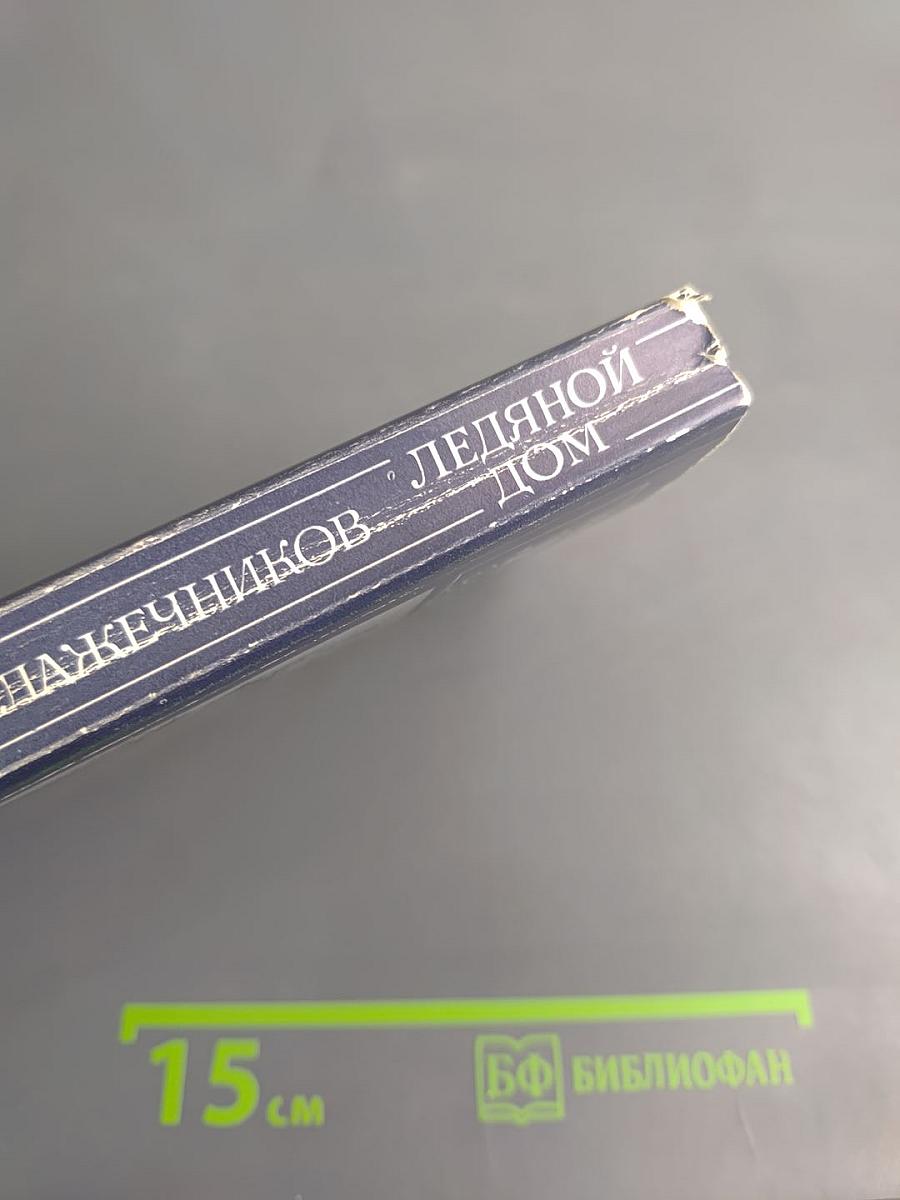 ЛАЖЕЧНИКОВ
ЛЕДЯНОЙ
ДОМ
15 см
БФ БИБЛИОФАН